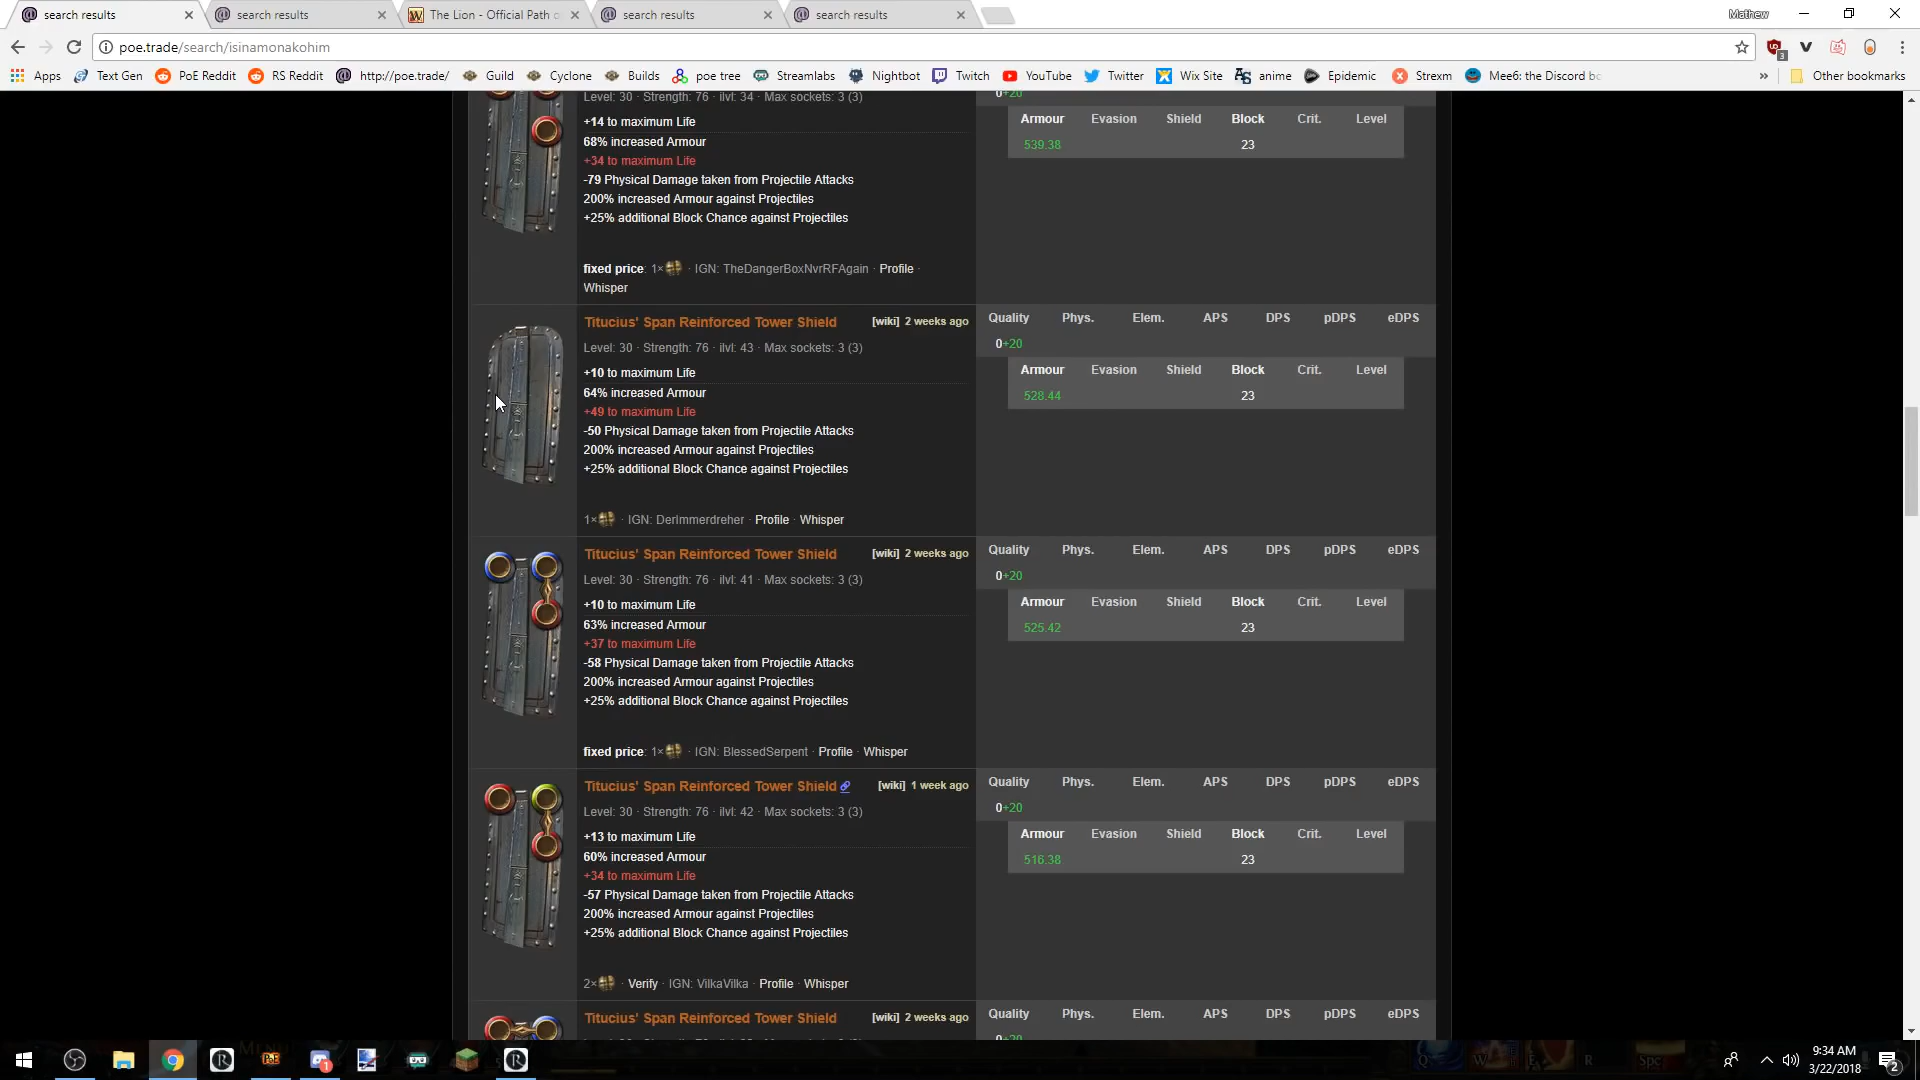 search results
search results
The Lion - Official Path o
search results
search results
Mathew
poe.trade/search/isinamonakohim
Apps
Text Gen
PoE Reddit
RS Reddit
http://poe.trade/
Guild
Cyclone
Builds
poe tree
Streamlabs
Nightbot
Twitch
YouTube
Twitter
Wix Site
anime
Epidemic
Strexm
Mee6: the Discord bo
»
Other bookmarks
Level: 30 · Strength: 76 · ilvl: 34 · Max sockets: 3 (3)
0+20
+14 to maximum Life
Armour Evasion Shield Block Crit. Level
68% increased Armour
539.38 23
+34 to maximum Life
-79 Physical Damage taken from Projectile Attacks
200% increased Armour against Projectiles
+25% additional Block Chance against Projectiles
fixed price: 1× · IGN: TheDangerBoxNvrRFAgain · Profile ·
Whisper
Titucius' Span Reinforced Tower Shield [wiki] 2 weeks ago
Quality Phys. Elem. APS DPS pDPS eDPS
Level: 30 · Strength: 76 · ilvl: 43 · Max sockets: 3 (3)
0+20
+10 to maximum Life
Armour Evasion Shield Block Crit. Level
64% increased Armour
528.44 23
+49 to maximum Life
-50 Physical Damage taken from Projectile Attacks
200% increased Armour against Projectiles
+25% additional Block Chance against Projectiles
1× · IGN: DerImmerdreher · Profile · Whisper
Titucius' Span Reinforced Tower Shield [wiki] 2 weeks ago
Quality Phys. Elem. APS DPS pDPS eDPS
Level: 30 · Strength: 76 · ilvl: 41 · Max sockets: 3 (3)
0+20
+10 to maximum Life
Armour Evasion Shield Block Crit. Level
63% increased Armour
525.42 23
+37 to maximum Life
-58 Physical Damage taken from Projectile Attacks
200% increased Armour against Projectiles
+25% additional Block Chance against Projectiles
fixed price: 1× · IGN: BlessedSerpent · Profile · Whisper
Titucius' Span Reinforced Tower Shield [wiki] 1 week ago
Quality Phys. Elem. APS DPS pDPS eDPS
Level: 30 · Strength: 76 · ilvl: 42 · Max sockets: 3 (3)
0+20
+13 to maximum Life
Armour Evasion Shield Block Crit. Level
60% increased Armour
516.38 23
+34 to maximum Life
-57 Physical Damage taken from Projectile Attacks
200% increased Armour against Projectiles
+25% additional Block Chance against Projectiles
2× · Verify · IGN: VilkaVilka · Profile · Whisper
Titucius' Span Reinforced Tower Shield [wiki] 2 weeks ago
Quality Phys. Elem. APS DPS pDPS eDPS
0+20
9:34 AM
3/22/2018